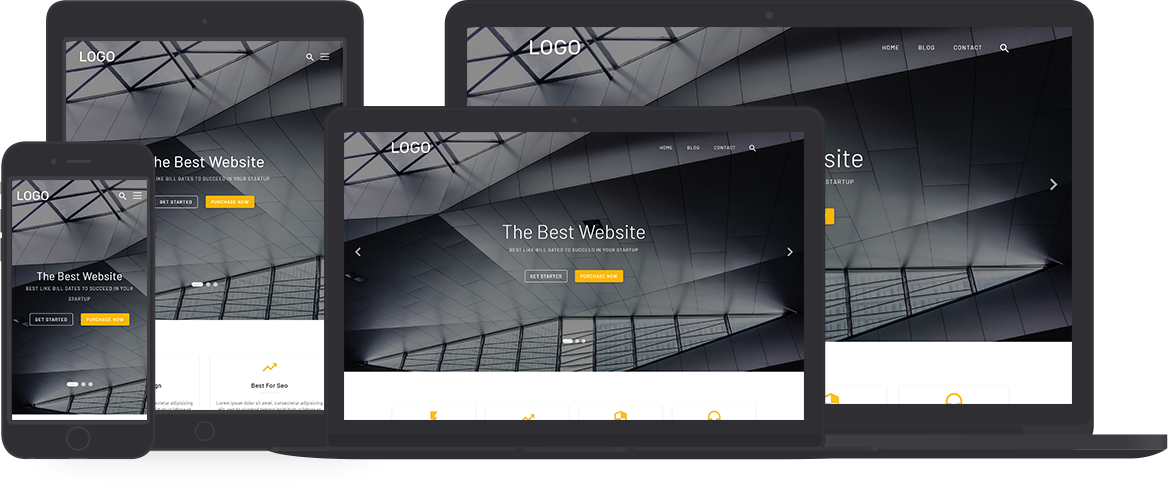 LOGO
he Best Website
BEST LIKE BILL GATES TO SUCCEED IN YOUR STARTUP
GET STARTED
PURCHASE NOW
gn
Best For Seo
Lorem ipsum dolor sit amet, consectetur adipisicing
LOGO
HOME BLOG CONTACT
site
STARTUP
LOGO
The Best Website
BEST LIKE BILL DATES TO SUCCEED IN YOUR
STARTUP
GET STARTED
PURCHASE NOW
LOGO
HOME BLOG CONTACT
The Best Website
BEST LIKE BILL GATES TO SUCCEED IN YOUR STARTUP
GET STARTED
PURCHASE NOW